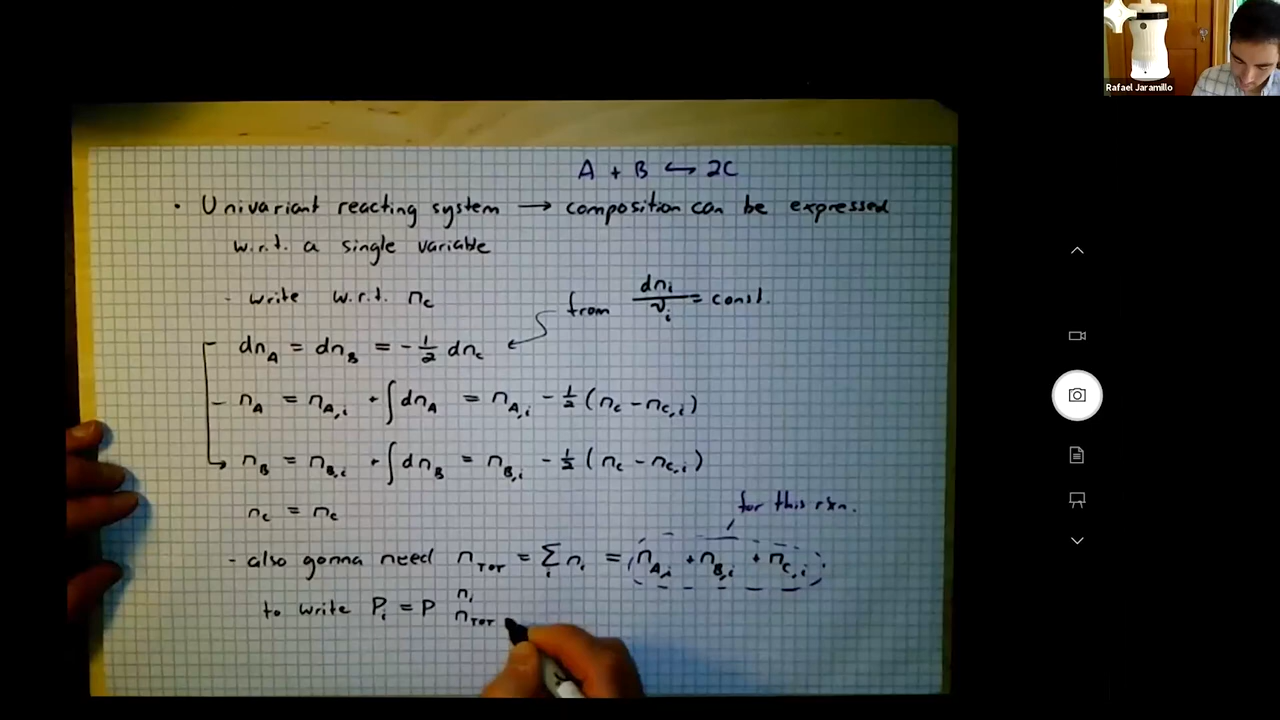 Rafael Jaramillo
A + B ↔ 2C
• Univariant reacting system → composition can be expressed
w.r.t. a single variable
- write w.r.t. n_c
from dn_i / ν_i = const.
dn_A = dn_B = -1/2 dn_c
n_A = n_A,i + ∫dn_A = n_A,i - 1/2 (n_c - n_c,i)
n_B = n_B,i + ∫dn_B = n_B,i - 1/2 (n_c - n_c,i)
n_c = n_c
for this rxn.
- also gonna need n_TOT = Σ_i n_i = n_A,i + n_B,i + n_C,i
to write P_i = P n_i n_TOT